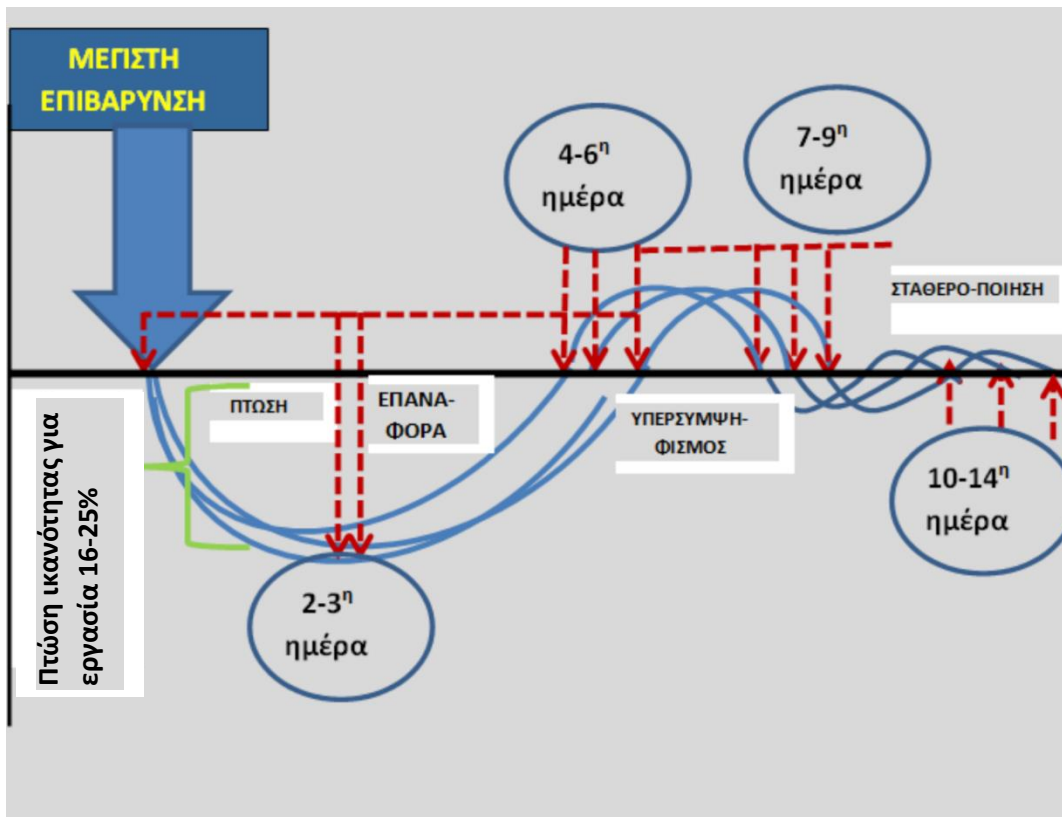 ΜΕΓΙΣΤΗ
ΕΠΙΒΑΡΥΝΣΗ
4-6η
ημέρα
7-9η
ημέρα
ΣΤΑΘΕΡΟ-ΠΟΙΗΣΗ
ΠΤΩΣΗ
ΕΠΑΝΑ-
ΦΟΡΑ
ΥΠΕΡΣΥΜΨΗ-
ΦΙΣΜΟΣ
Πτώση ικανότητας για
εργασία 16-25%
2-3η
ημέρα
10-14η
ημέρα